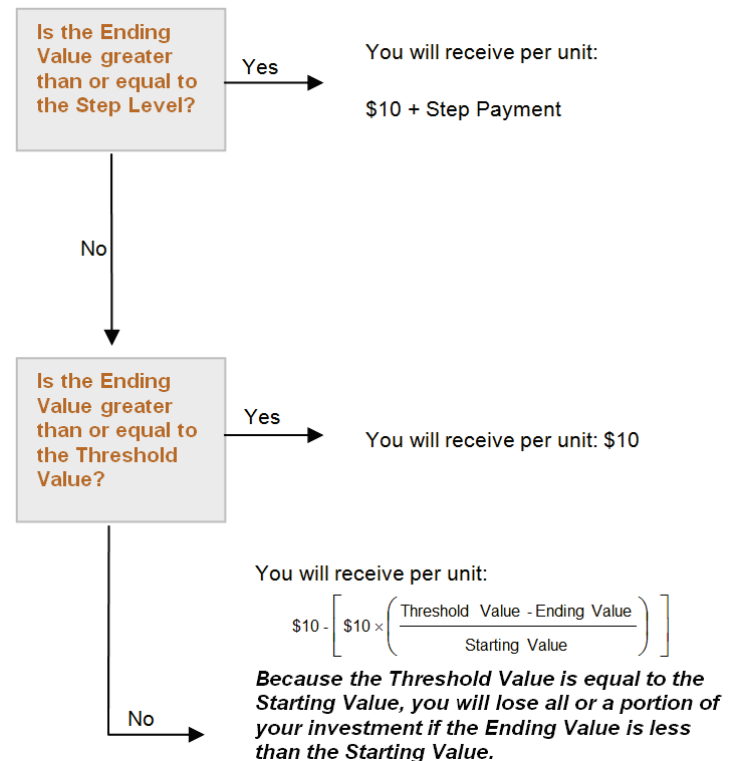 Is the Ending
Value greater
than or equal to
the Step Level?
Yes
You will receive per unit:
$10 + Step Payment
No
Is the Ending
Value greater
than or equal to
the Threshold
Value?
Yes
You will receive per unit: $10
You will receive per unit:
$10 - [ $10 × ( Threshold Value - Ending Value
Starting Value ) ]
Because the Threshold Value is equal to the
Starting Value, you will lose all or a portion of
your investment if the Ending Value is less
than the Starting Value.
No